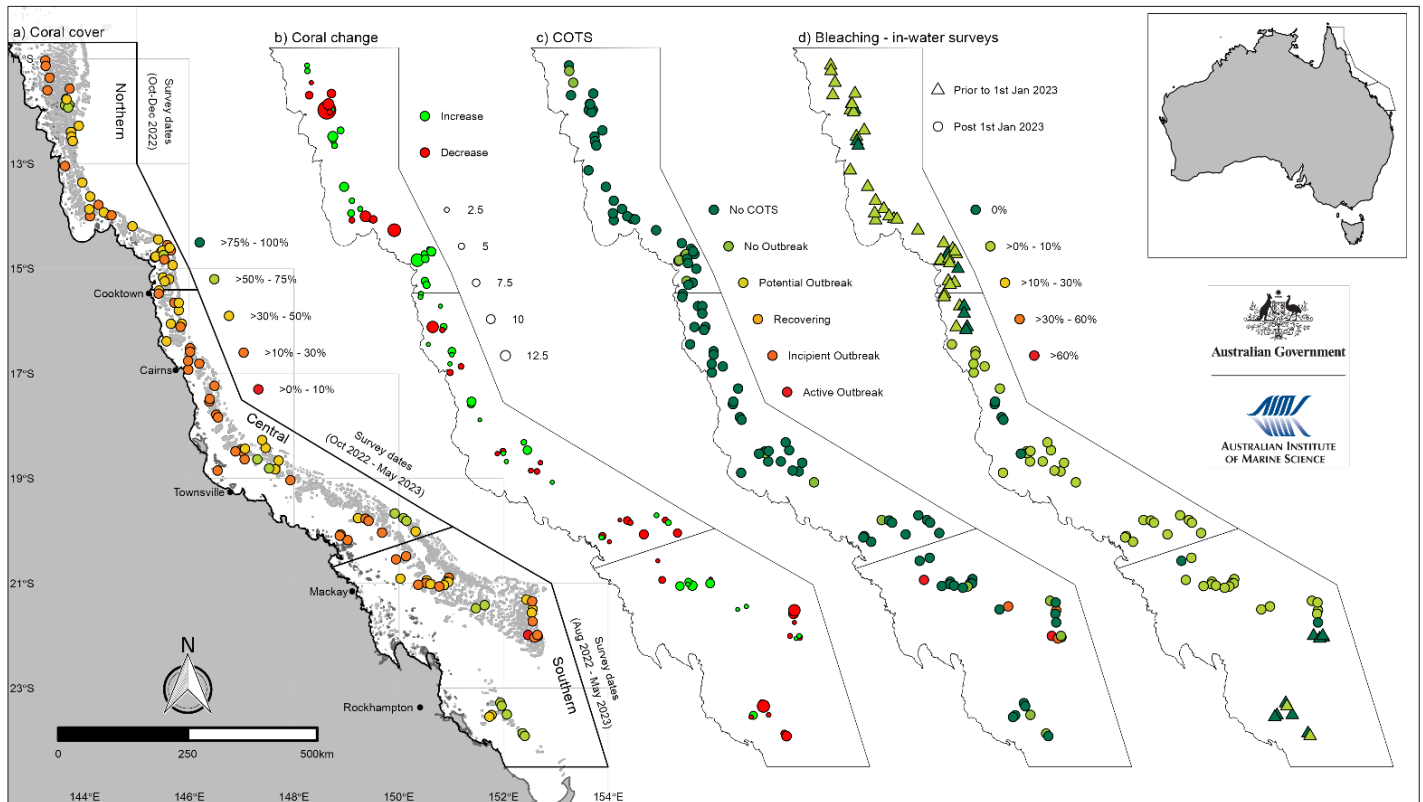 a) Coral cover
b) Coral change
c) COTS
d) Bleaching - in-water surveys
°S
13°S
15°S
17°S
19°S
21°S
23°S
144°E
146°E
148°E
150°E
152°E
154°E
Northern
Survey dates
(Oct-Dec 2022)
Central
Survey dates
(Oct 2022 - May 2023)
Southern
Survey dates
(Aug 2022 - May 2023)
Cooktown
Cairns
Townsville
Mackay
Rockhampton
>75% - 100%
>50% - 75%
>30% - 50%
>10% - 30%
>0% - 10%
N
0
250
500km
Increase
Decrease
2.5
5
7.5
10
12.5
No COTS
No Outbreak
Potential Outbreak
Recovering
Incipient Outbreak
Active Outbreak
Prior to 1st Jan 2023
Post 1st Jan 2023
0%
>0% - 10%
>10% - 30%
>30% - 60%
>60%
Australian Government
AIMS
AUSTRALIAN INSTITUTE
OF MARINE SCIENCE